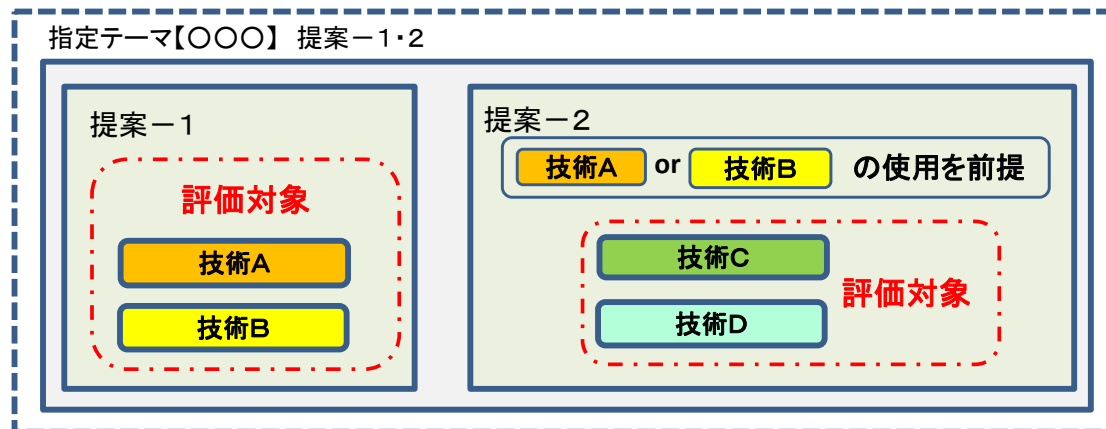 指定テーマ【〇〇〇】 提案－１・２
提案－１
評価対象
技術A
技術B
提案－２
技術A or 技術B の使用を前提
技術C
技術D
評価対象